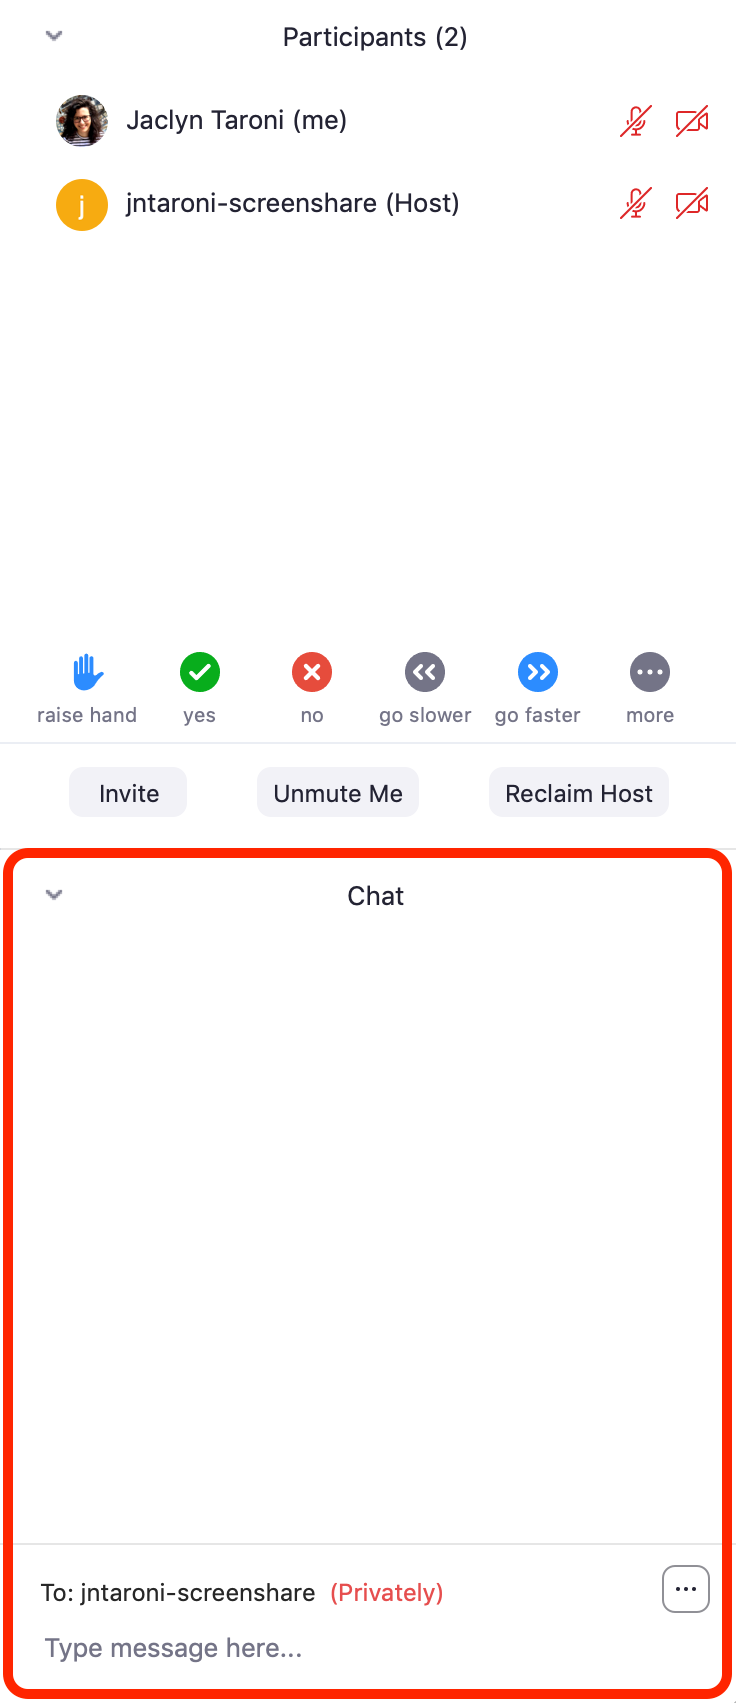 Participants (2)
Jaclyn Taroni (me)
j
jntaroni-screenshare (Host)
raise hand yes no go slower go faster more
Invite Unmute Me Reclaim Host
Chat
To: jntaroni-screenshare (Privately)
Type message here...